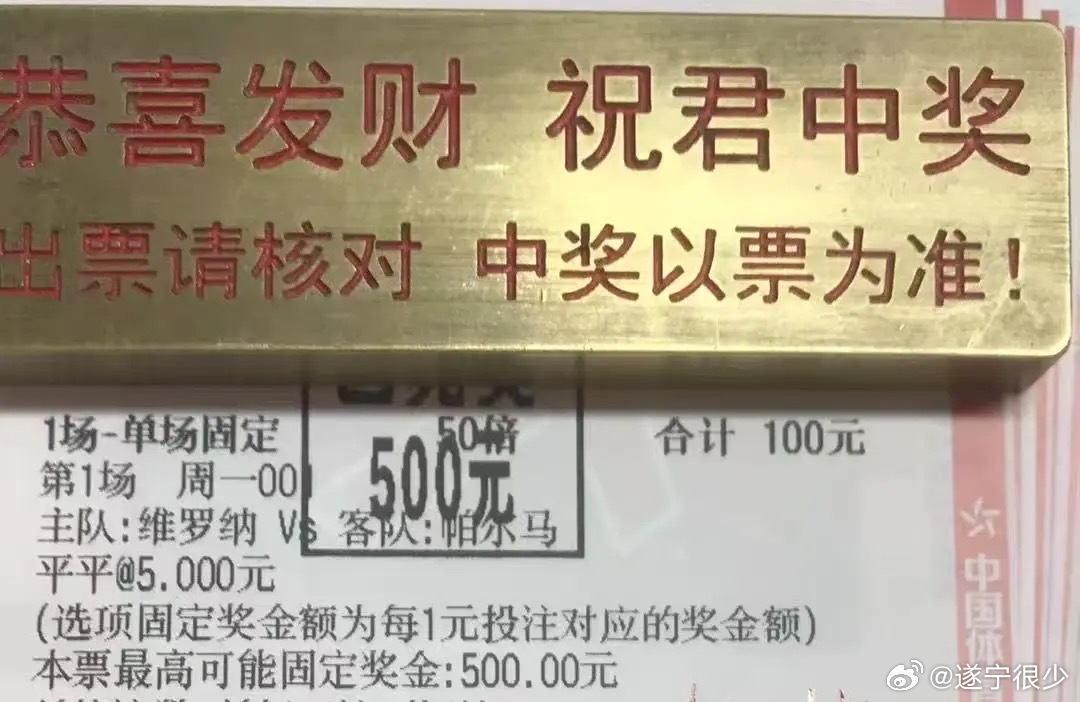 恭喜发财 祝君中奖
出票请核对 中奖以票为准!
1场-单场固定 50倍 合计 100元
500元
第1场 周一00
主队:维罗纳 Vs 客队:帕尔马
平平@5.000元
(选项固定奖金额为每1元投注对应的奖金额)
本票最高可能固定奖金:500.00元
中国体
@遂宁很少